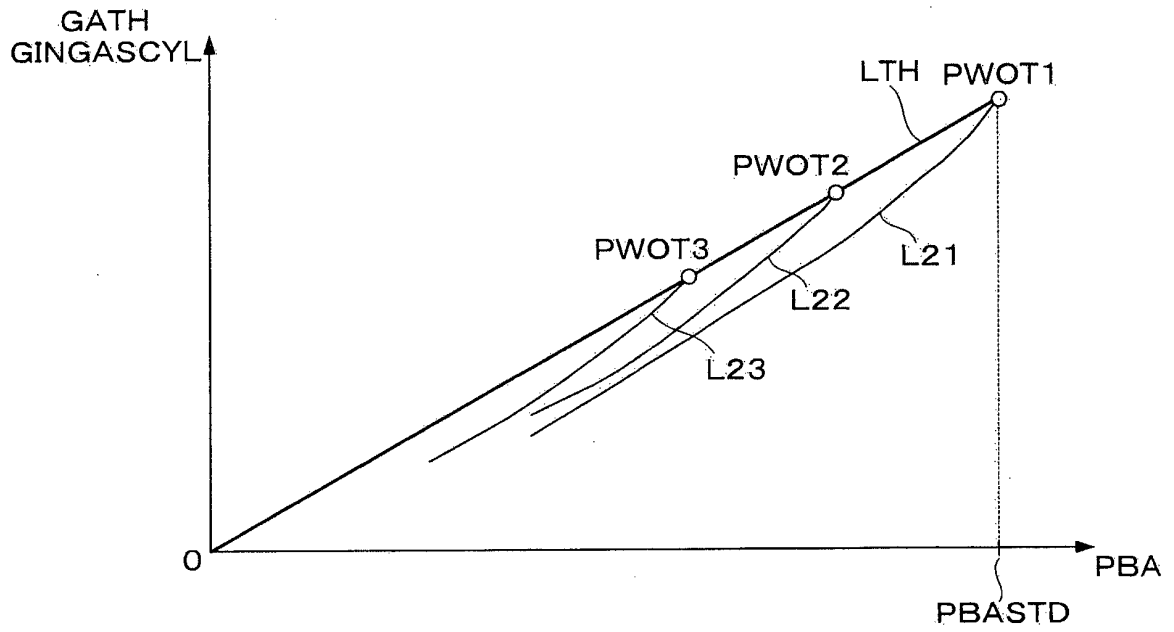 GATH
GINGASCYL
LTH
PWOT1
PWOT2
PWOT3
L21
L22
L23
0
PBA
PBASTD